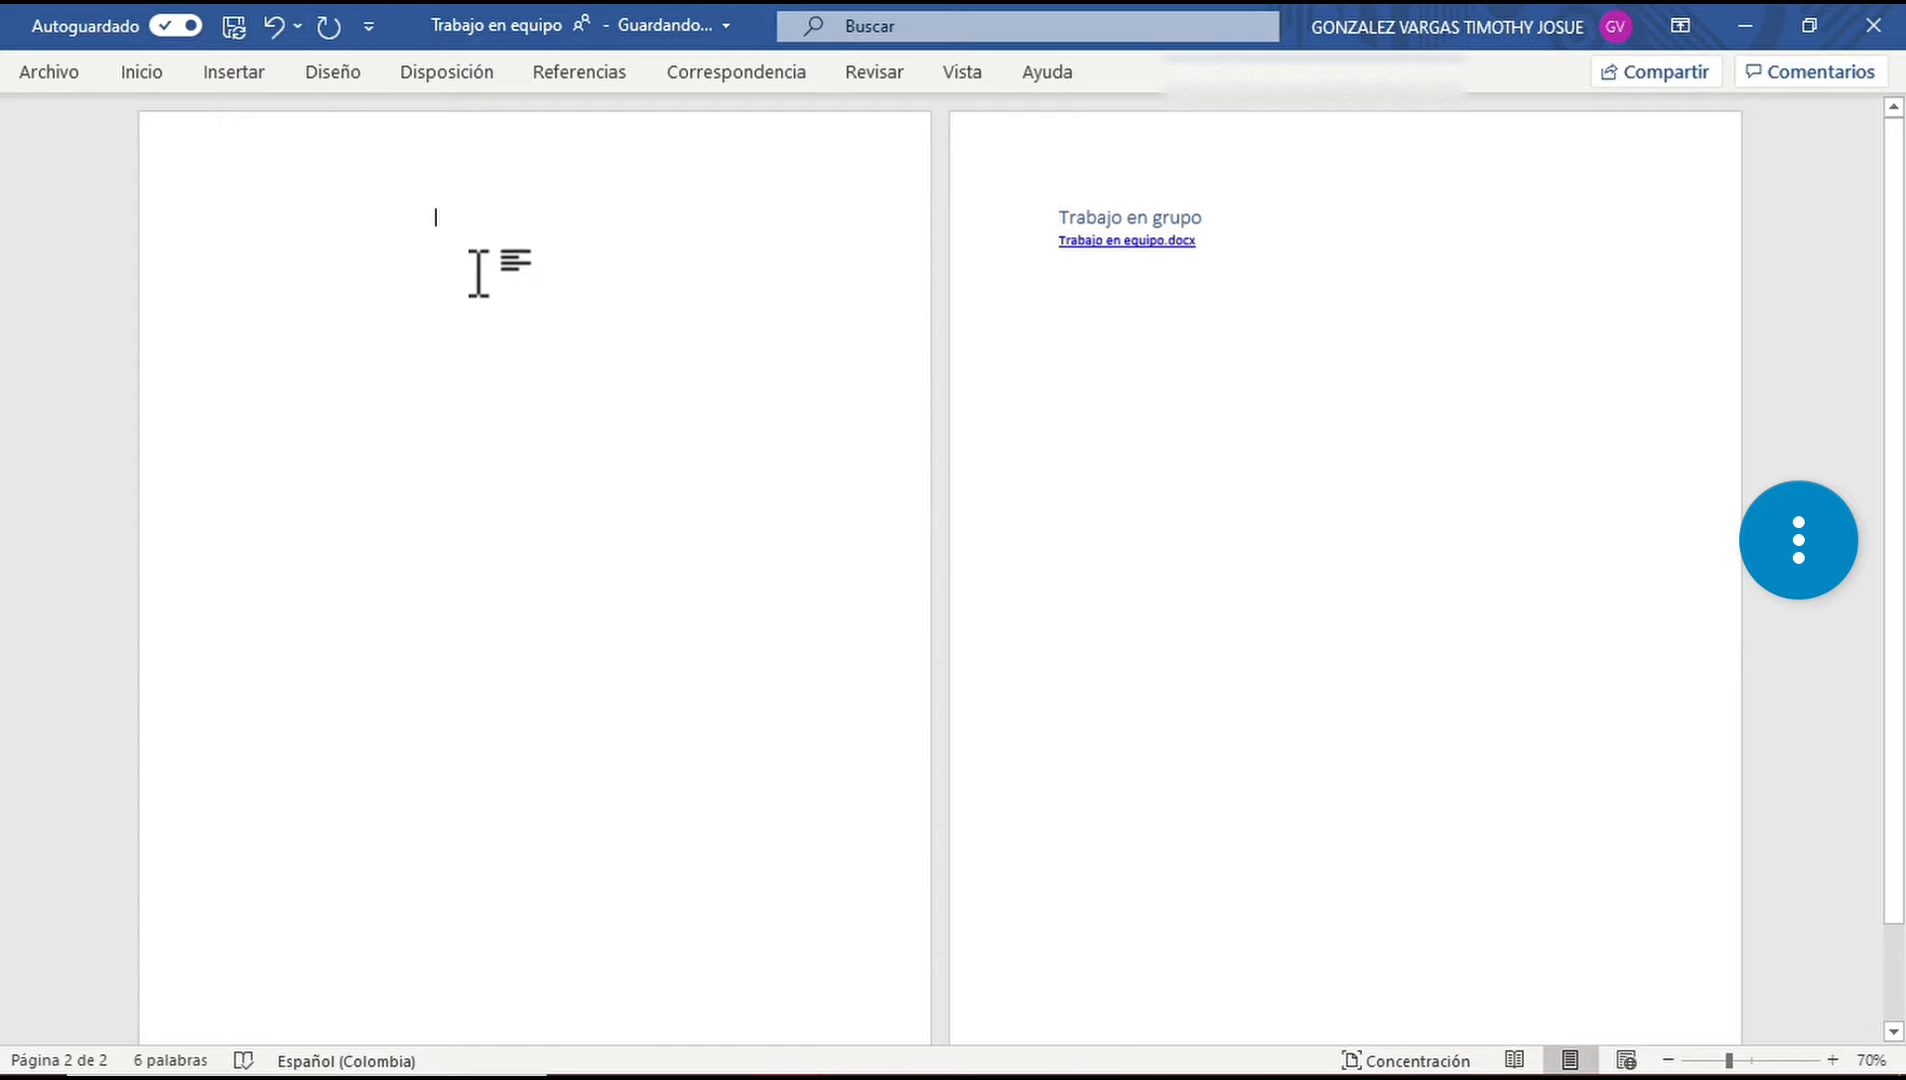 Autoguardado
Trabajo en equipo - Guardando...
Buscar
GONZALEZ VARGAS TIMOTHY JOSUE
GV
Archivo Inicio Insertar Diseño Disposición Referencias Correspondencia Revisar Vista Ayuda
Compartir
Comentarios
Trabajo en grupo
Trabajo en equipo.docx
Página 2 de 2
6 palabras
Español (Colombia)
Concentración
70%